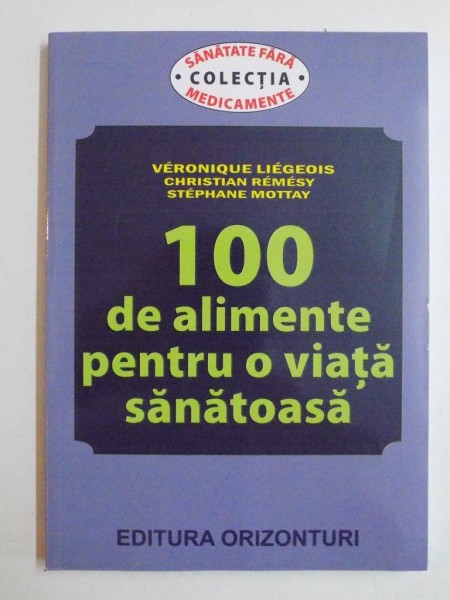 SĂNĂTATE FĂRĂ
• COLECȚIA •
MEDICAMENTE
VÉRONIQUE LIÉGEOIS
CHRISTIAN RÉMÉSY
STÉPHANE MOTTAY
100
de alimente
pentru o viață
sănătoasă
EDITURA ORIZONTURI